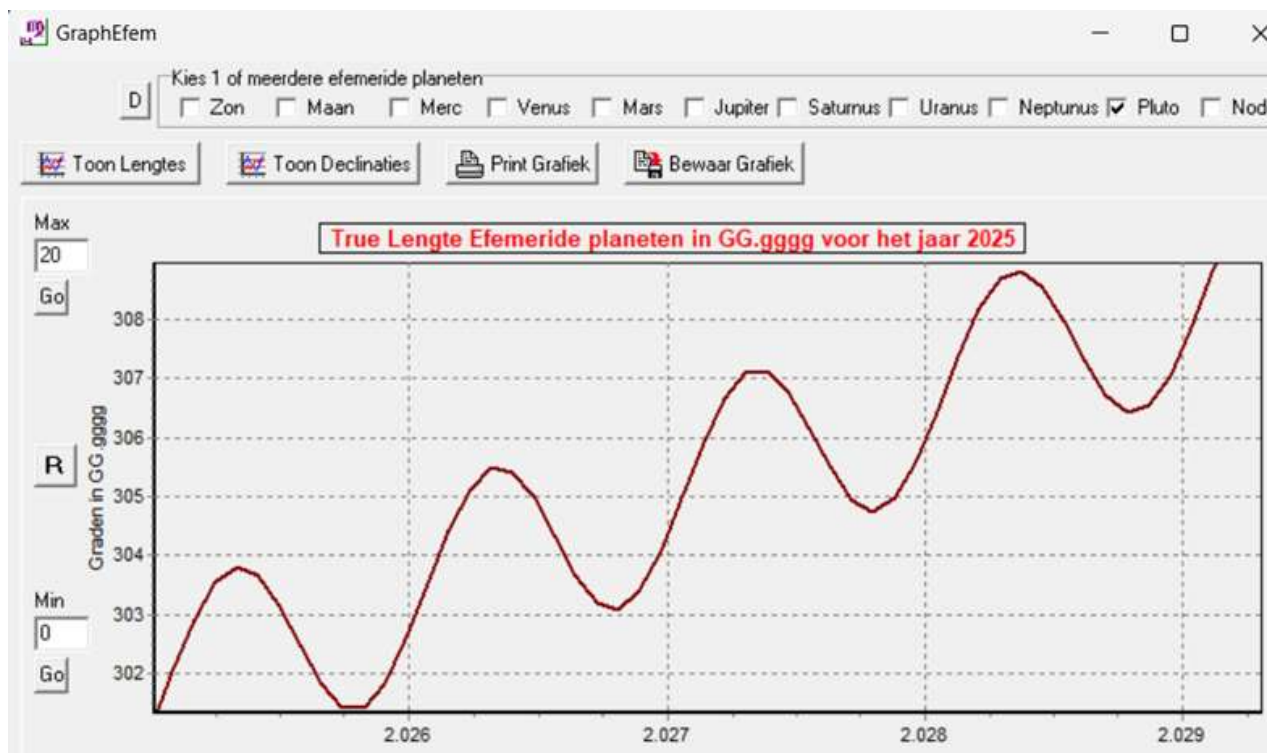 GraphEfem
Kies 1 of meerdere efemeride planeten
D
Zon Maan Merc Venus Mars Jupiter Saturnus Uranus Neptunus Pluto Nod
Toon Lengtes Toon Declinaties Print Grafiek Bewaar Grafiek
Max
20
Go
True Lengte Efemeride planeten in GG.gggg voor het jaar 2025
308
307
306
305
304
303
302
Graden in GG.gggg
R
Min
0
Go
2.026 2.027 2.028 2.029